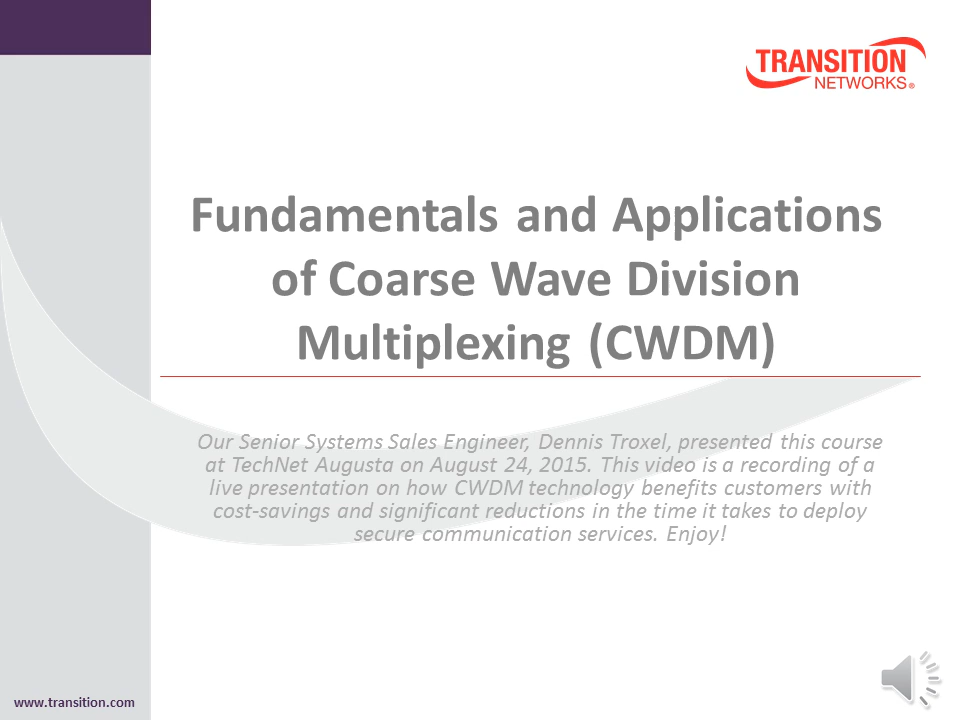 TRANSITION
NETWORKS®
Fundamentals and Applications
of Coarse Wave Division
Multiplexing (CWDM)
Our Senior Systems Sales Engineer, Dennis Troxel, presented this course
at TechNet Augusta on August 24, 2015. This video is a recording of a
live presentation on how CWDM technology benefits customers with
cost-savings and significant reductions in the time it takes to deploy
secure communication services. Enjoy!
www.transition.com